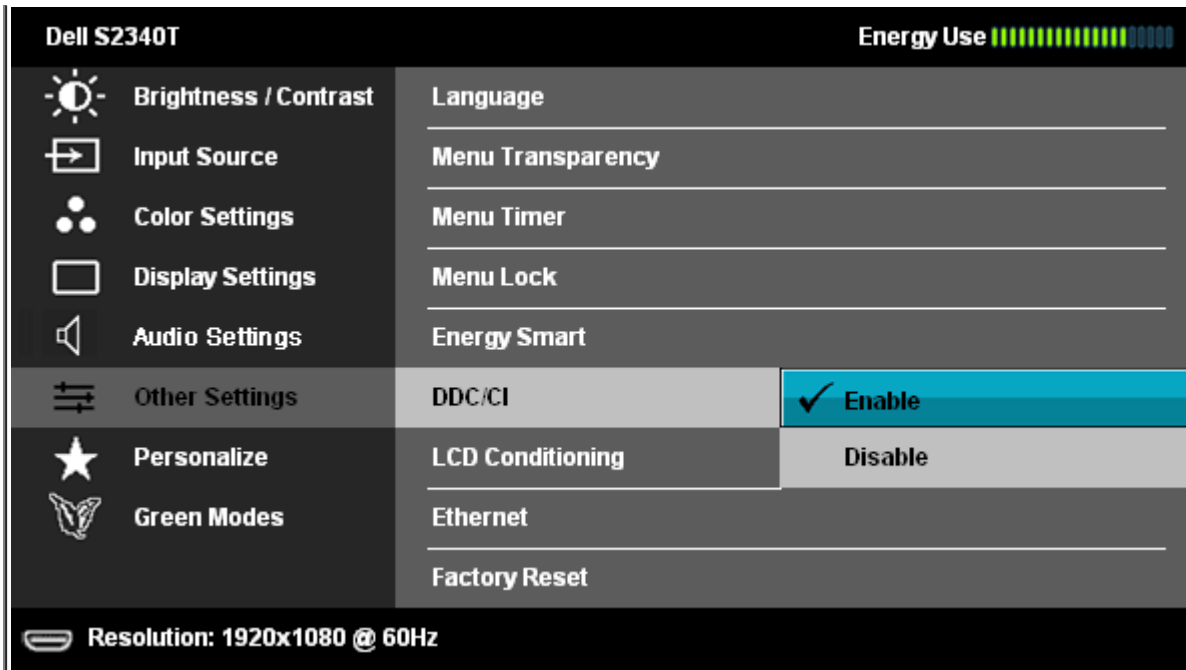 Dell S2340T Energy Use
Brightness / Contrast Language
Input Source Menu Transparency
Color Settings Menu Timer
Display Settings Menu Lock
Audio Settings Energy Smart
Other Settings DDC/CI Enable
Personalize LCD Conditioning Disable
Green Modes Ethernet
Factory Reset
Resolution: 1920x1080 @ 60Hz